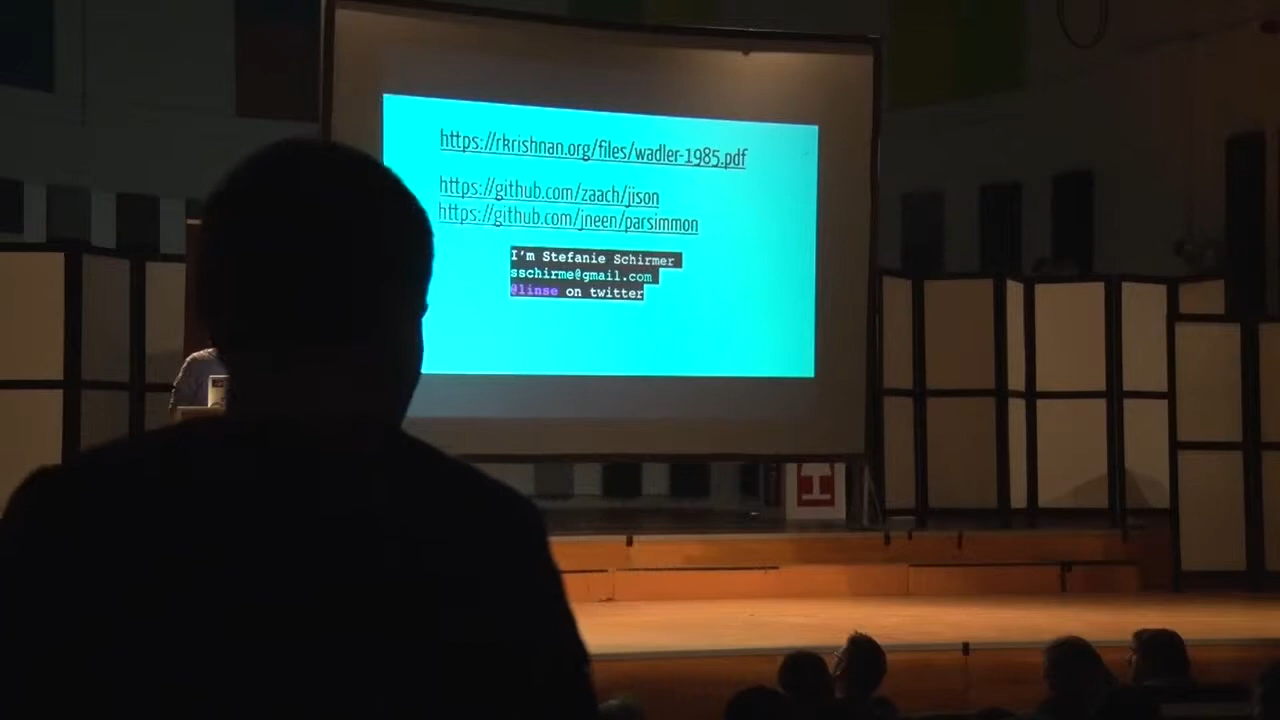 https://rkrishnan.org/files/wadler-1985.pdf
https://github.com/zaach/jison
https://github.com/jneen/parsimmon
I'm Stefanie Schirmer
sschirme@gmail.com
@linse on twitter